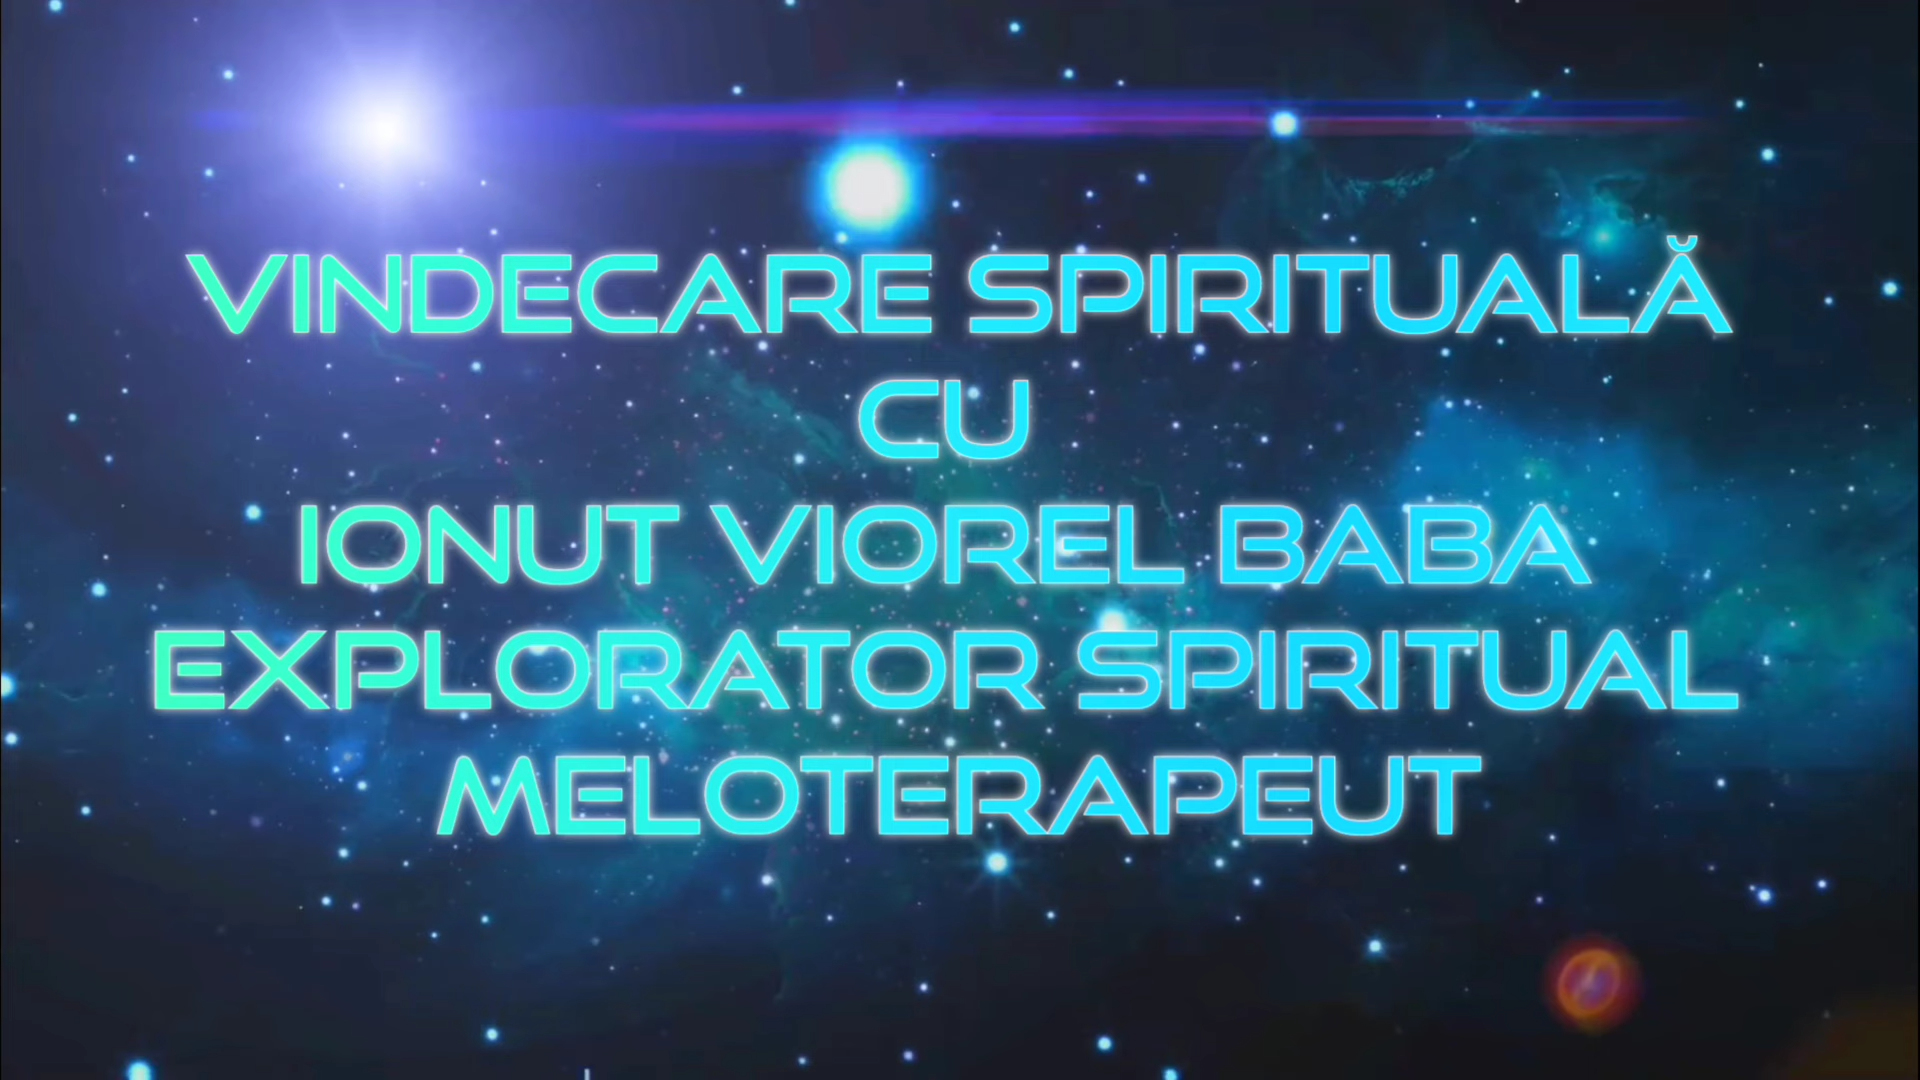 VINDECARE SPIRITUALĂ
CU
IONUT VIOREL BABA
EXPLORATOR SPIRITUAL
MELOTERAPEUT